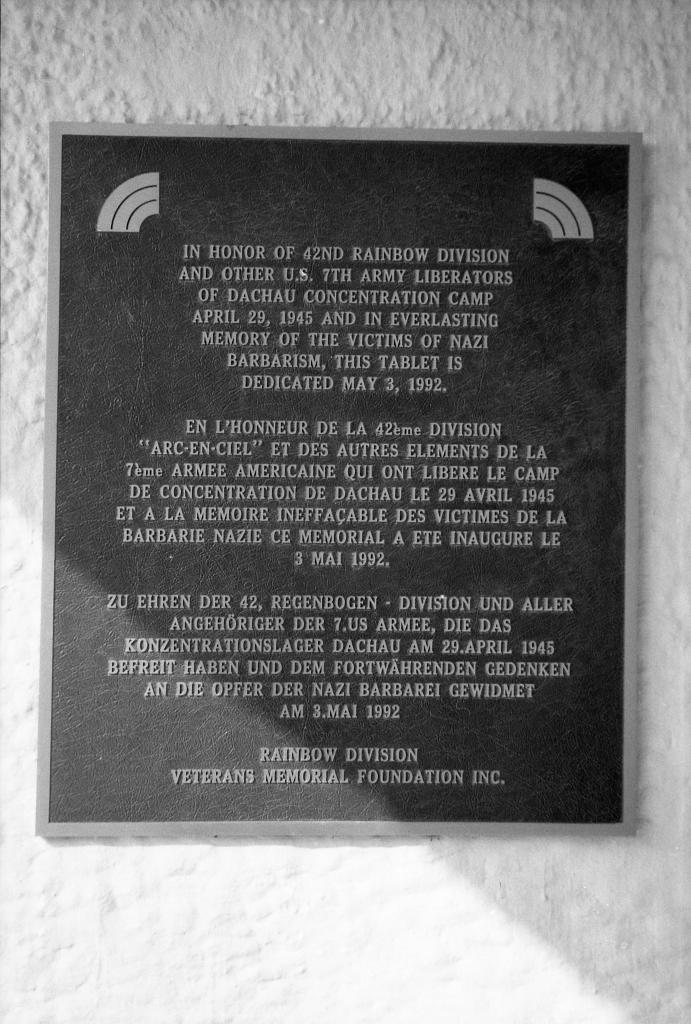 IN HONOR OF 42ND RAINBOW DIVISION
AND OTHER U.S. 7TH ARMY LIBERATORS
OF DACHAU CONCENTRATION CAMP
APRIL 29, 1945 AND IN EVERLASTING
MEMORY OF THE VICTIMS OF NAZI
BARBARISM, THIS TABLET IS
DEDICATED MAY 3, 1992.
EN L'HONNEUR DE LA 42ème DIVISION
"ARC-EN-CIEL" ET DES AUTRES ELEMENTS DE LA
7ème ARMEE AMERICAINE QUI ONT LIBERE LE CAMP
DE CONCENTRATION DE DACHAU LE 29 AVRIL 1945
ET A LA MEMOIRE INEFFAÇABLE DES VICTIMES DE LA
BARBARIE NAZIE CE MEMORIAL A ETE INAUGURE LE
3 MAI 1992.
ZU EHREN DER 42, REGENBOGEN - DIVISION UND ALLER
ANGEHÖRIGER DER 7.US ARMEE, DIE DAS
KONZENTRATIONSLAGER DACHAU AM 29.APRIL 1945
BEFREIT HABEN UND DEM FORTWÄHRENDEN GEDENKEN
AN DIE OPFER DER NAZI BARBAREI GEWIDMET
AM 3.MAI 1992
RAINBOW DIVISION
VETERANS MEMORIAL FOUNDATION INC.